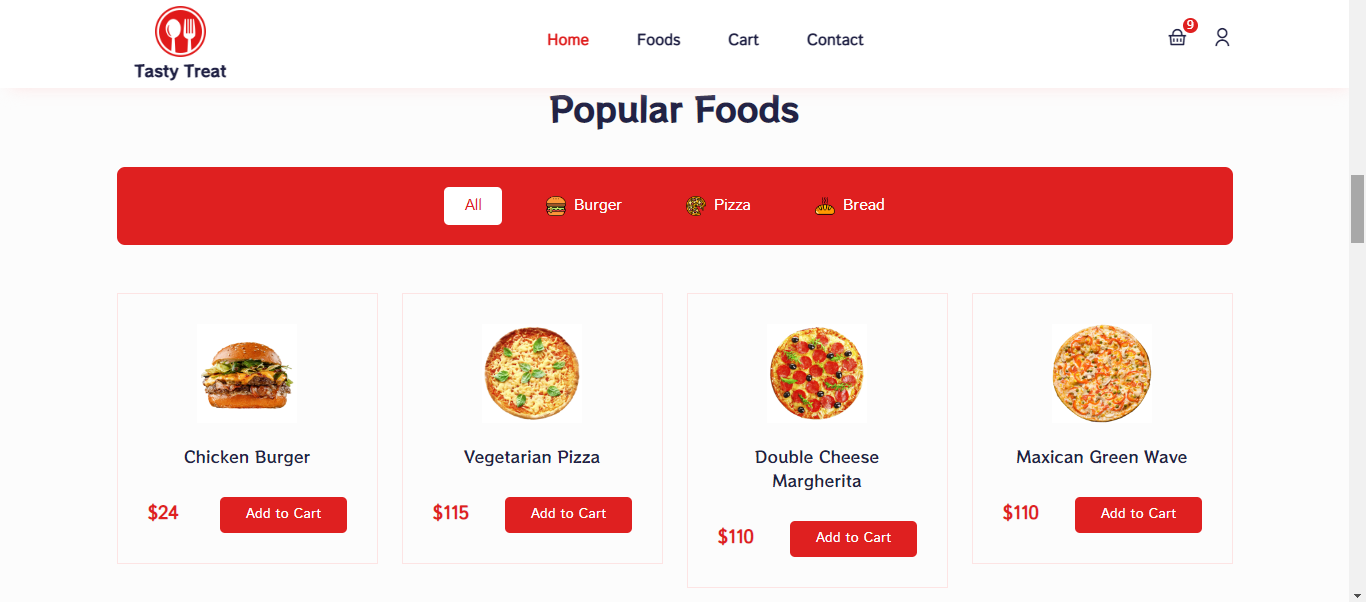 Tasty Treat
Home Foods Cart Contact
9
Popular Foods
All Burger Pizza Bread
Chicken Burger
$24 Add to Cart
Vegetarian Pizza
$115 Add to Cart
Double Cheese
Margherita
$110 Add to Cart
Maxican Green Wave
$110 Add to Cart